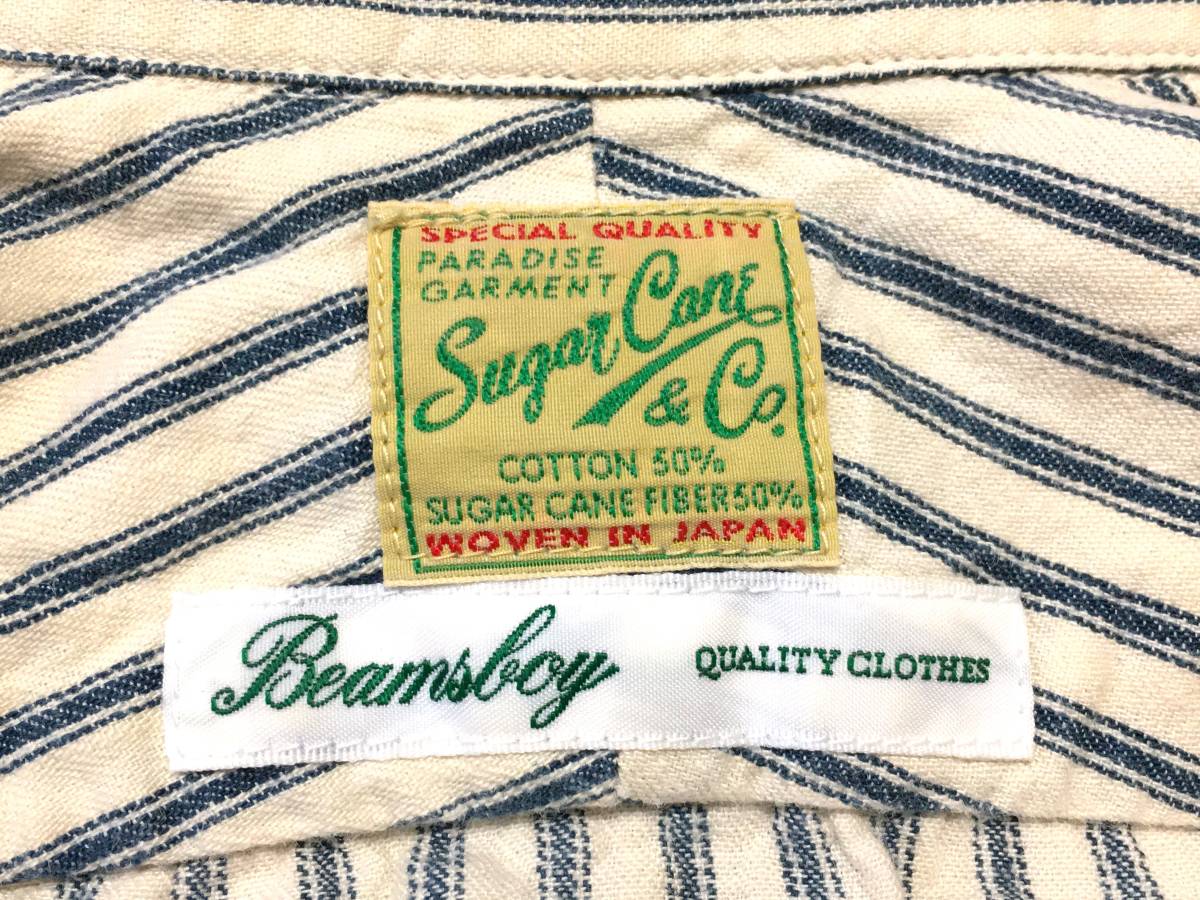 SPECIAL QUALITY
PARADISE
GARMENT
Sugar Cane
& Co.
COTTON 50%
SUGAR CANE FIBER 50%
WOVEN IN JAPAN
Beamsboy QUALITY CLOTHES